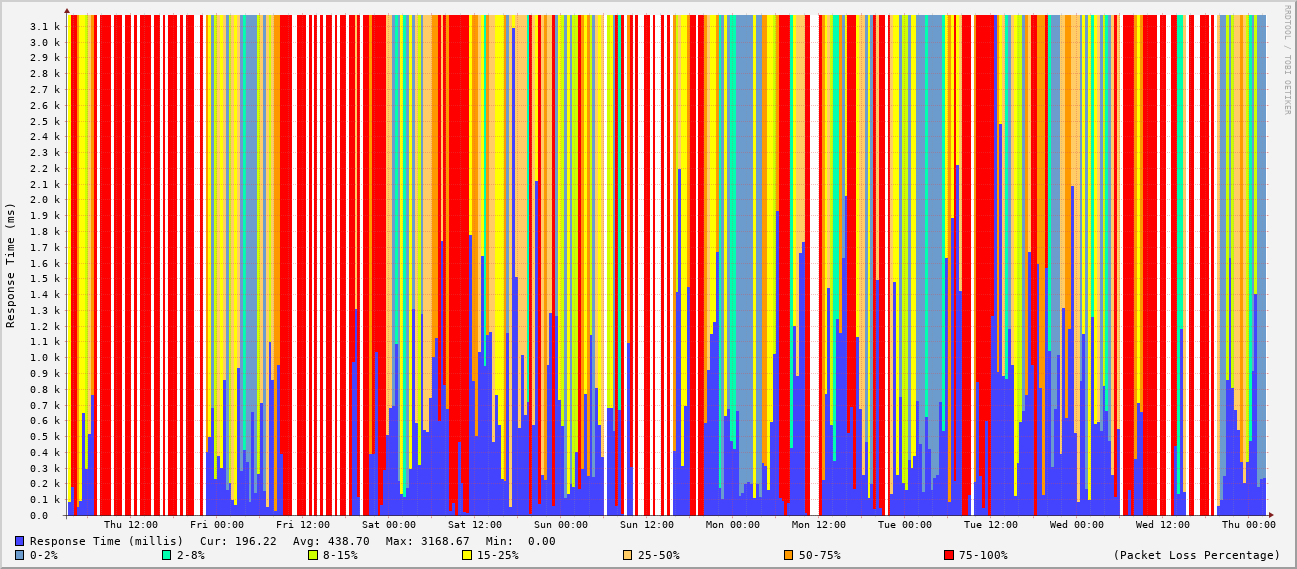 RRDTOOL / TOBI OETIKER
Response Time (ms)
3.1 k
3.0 k
2.9 k
2.8 k
2.7 k
2.6 k
2.5 k
2.4 k
2.3 k
2.2 k
2.1 k
2.0 k
1.9 k
1.8 k
1.7 k
1.6 k
1.5 k
1.4 k
1.3 k
1.2 k
1.1 k
1.0 k
0.9 k
0.8 k
0.7 k
0.6 k
0.5 k
0.4 k
0.3 k
0.2 k
0.1 k
0.0
Thu 12:00 Fri 00:00 Fri 12:00 Sat 00:00 Sat 12:00 Sun 00:00 Sun 12:00 Mon 00:00 Mon 12:00 Tue 00:00 Tue 12:00 Wed 00:00 Wed 12:00 Thu 00:00
Response Time (millis) Cur: 196.22 Avg: 438.70 Max: 3168.67 Min: 0.00
0-2% 2-8% 8-15% 15-25% 25-50% 50-75% 75-100% (Packet Loss Percentage)